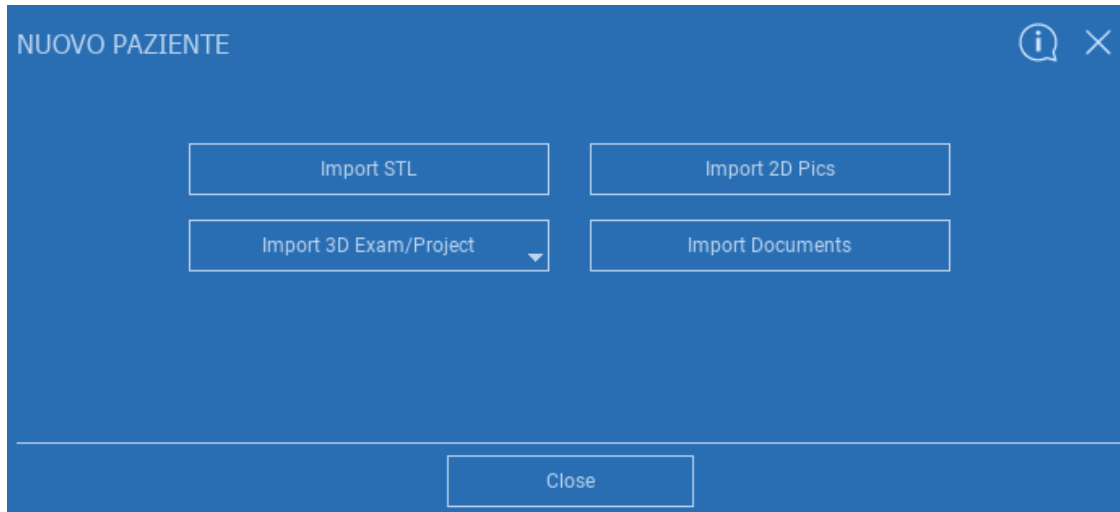 NUOVO PAZIENTE
Import STL
Import 2D Pics
Import 3D Exam/Project
Import Documents
Close